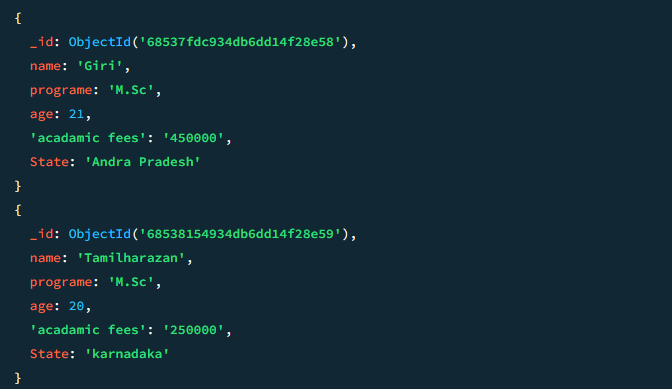 {
_id: ObjectId('68537fdc934db6dd14f28e58'),
name: 'Giri',
programe: 'M.Sc',
age: 21,
'acadamic fees': '450000',
State: 'Andra Pradesh'
}
{
_id: ObjectId('68538154934db6dd14f28e59'),
name: 'Tamilharazan',
programe: 'M.Sc',
age: 20,
'acadamic fees': '250000',
State: 'karnadaka'
}